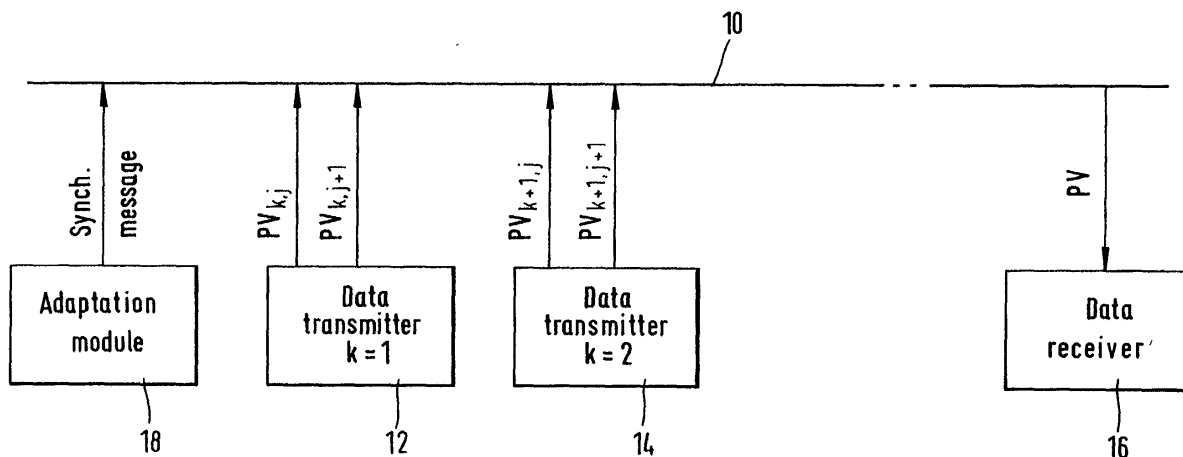 10
Synch.
message
PV k,j
PV k,j+1
PV k+1,j
PV k+1,j+1
PV
Adaptation
module
Data
transmitter
k = 1
Data
transmitter
k = 2
Data
receiver
18
12
14
16